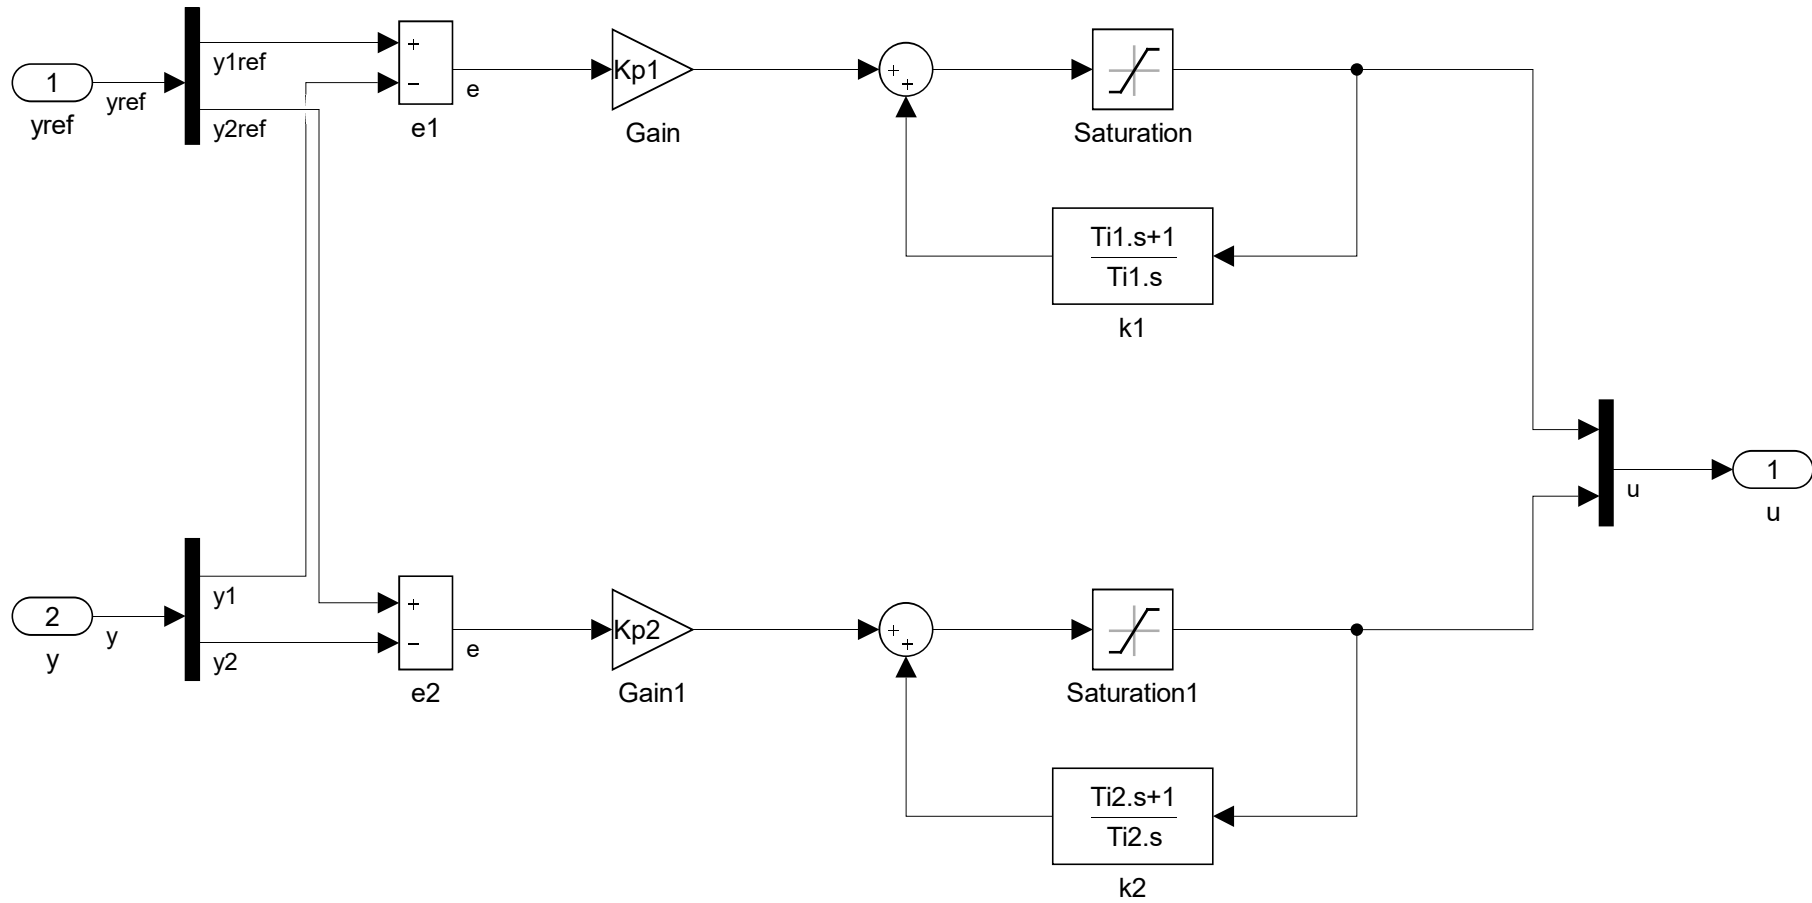 1
yref
yref
y1ref
y2ref
+
−
e1
e
Kp1
Gain
+
+
Saturation
Ti1.s+1
Ti1.s
k1
2
y
y
y1
y2
+
−
e2
e
Kp2
Gain1
+
+
Saturation1
Ti2.s+1
Ti2.s
k2
u
1
u